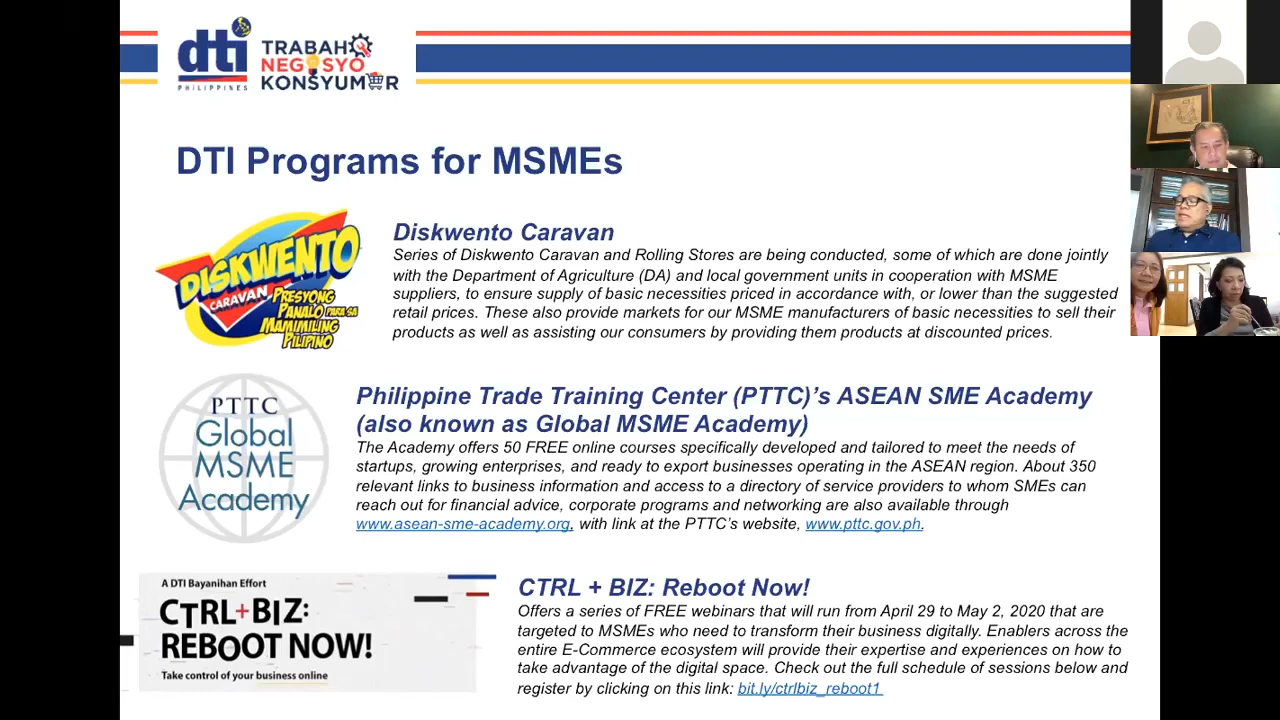 dti
PHILIPPINES
TRABAHO
NEGOSYO
KONSYUMER
DTI Programs for MSMEs
DISKWENTO
CARAVAN
PRESYONG
PANALO PARA SA
MAMIMILING
PILIPINO
Diskwento Caravan
Series of Diskwento Caravan and Rolling Stores are being conducted, some of which are done jointly
with the Department of Agriculture (DA) and local government units in cooperation with MSME
suppliers, to ensure supply of basic necessities priced in accordance with, or lower than the suggested
retail prices. These also provide markets for our MSME manufacturers of basic necessities to sell their
products as well as assisting our consumers by providing them products at discounted prices.
PTTC
Global
MSME
Academy
Philippine Trade Training Center (PTTC)’s ASEAN SME Academy
(also known as Global MSME Academy)
The Academy offers 50 FREE online courses specifically developed and tailored to meet the needs of
startups, growing enterprises, and ready to export businesses operating in the ASEAN region. About 350
relevant links to business information and access to a directory of service providers to whom SMEs can
reach out for financial advice, corporate programs and networking are also available through
www.asean-sme-academy.org, with link at the PTTC’s website, www.pttc.gov.ph.
A DTI Bayanihan Effort
CTRL+BIZ:
REBOOT NOW!
Take control of your business online
CTRL + BIZ: Reboot Now!
Offers a series of FREE webinars that will run from April 29 to May 2, 2020 that are
targeted to MSMEs who need to transform their business digitally. Enablers across the
entire E-Commerce ecosystem will provide their expertise and experiences on how to
take advantage of the digital space. Check out the full schedule of sessions below and
register by clicking on this link: bit.ly/ctrlbiz_reboot1